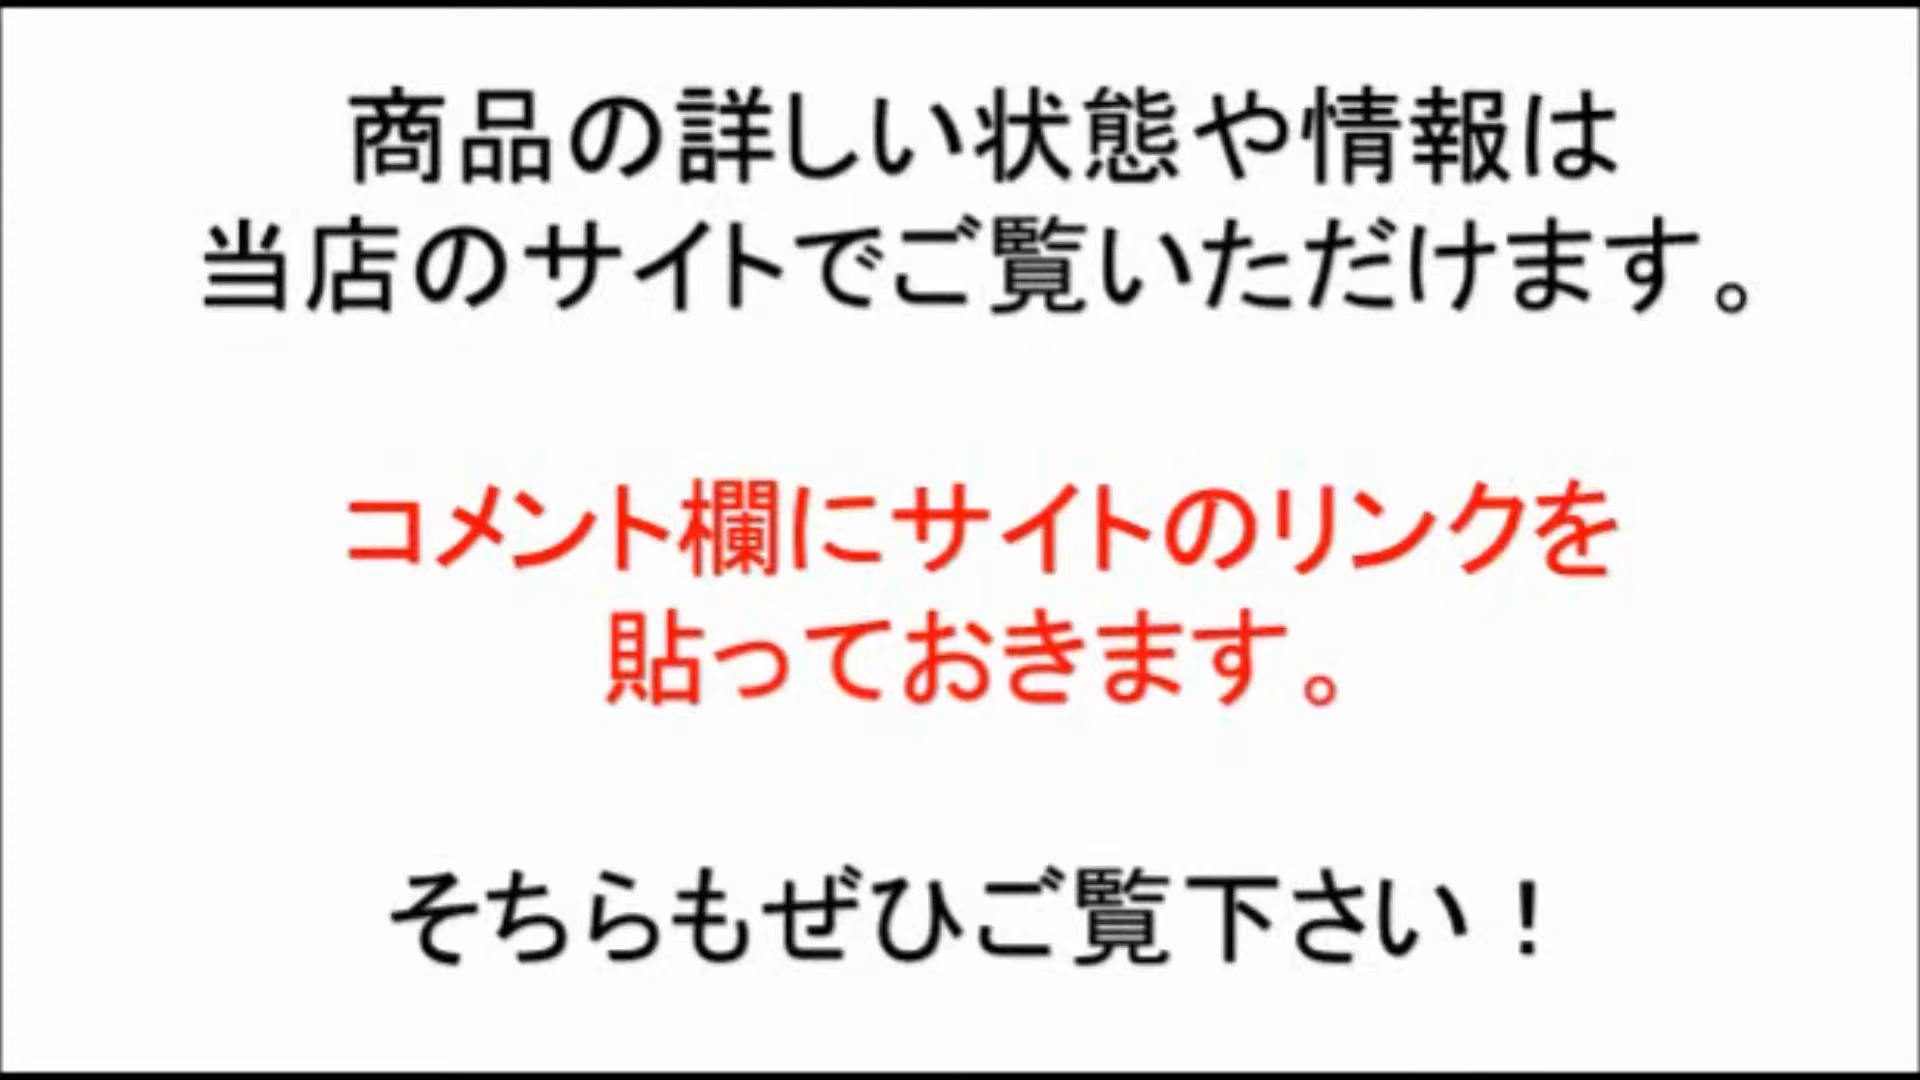 商品の詳しい状態や情報は
当店のサイトでご覧いただけます。
コメント欄にサイトのリンクを
貼っておきます。
そちらもぜひご覧下さい！